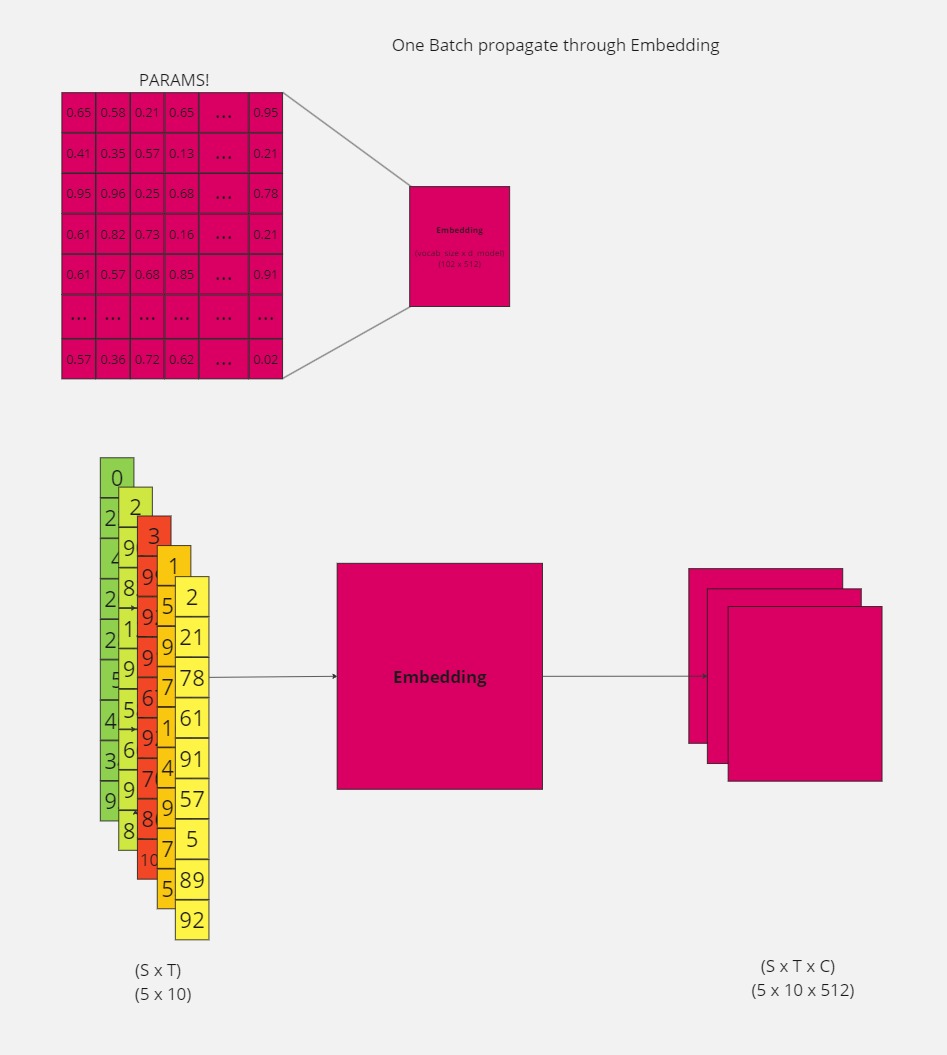 One Batch propagate through Embedding
PARAMS!
0.65 0.58 0.21 0.65 ... 0.95
0.41 0.35 0.57 0.13 ... 0.21
0.95 0.96 0.25 0.68 ... 0.78
0.61 0.82 0.73 0.16 ... 0.21
0.61 0.57 0.68 0.85 ... 0.91
... ... ... ... ... ...
0.57 0.36 0.72 0.62 ... 0.02
Embedding
(vocab_size x d_model)
(102 x 512)
0
2
4
2
2
5
4
3
9
2
9
8
1
9
5
6
9
8
3
9
9
9
6
9
7
8
10
1
5
9
7
1
4
9
7
5
2
21
78
61
91
57
5
89
92
Embedding
(S x T)
(5 x 10)
(S x T x C)
(5 x 10 x 512)